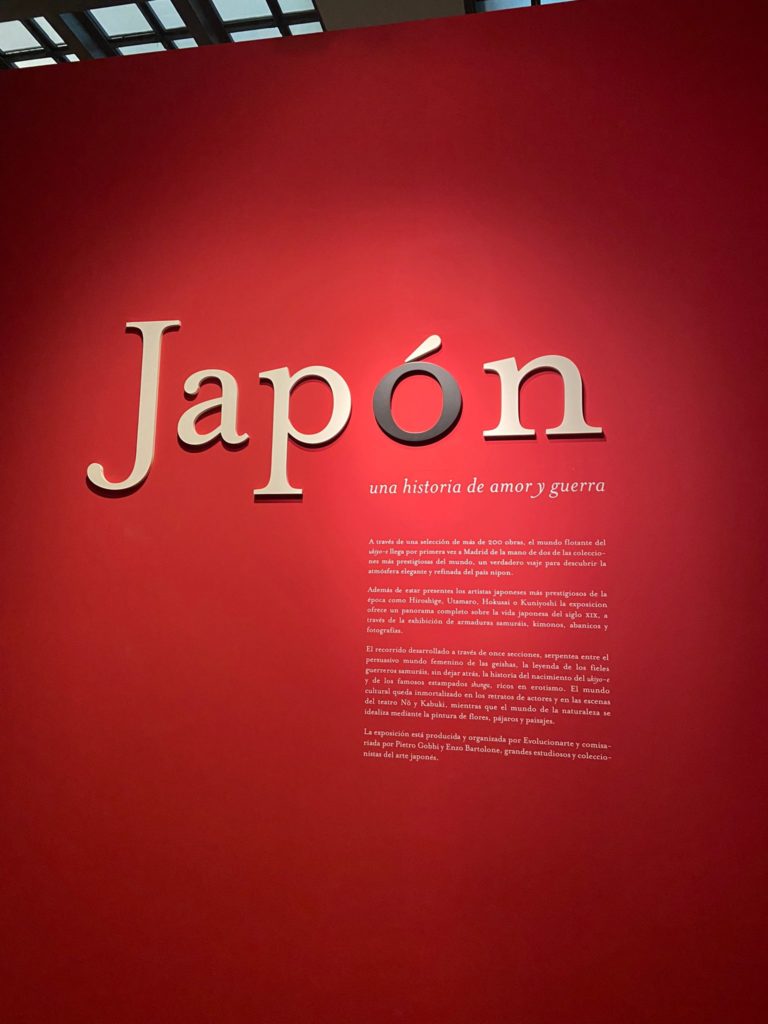 Japón
una historia de amor y guerra
A través de una selección de más de 200 obras, el mundo flotante del
ukiyo-e llega por primera vez a Madrid de la mano de dos de las coleccio-
nes más prestigiosas del mundo, un verdadero viaje para descubrir la
atmósfera elegante y refinada del país nipon.
Además de estar presentes los artistas japoneses más prestigiosos de la
época como Hiroshige, Utamaro, Hokusai o Kuniyoshi la exposicion
ofrece un panorama completo sobre la vida japonesa del siglo XIX, a
través de la exhibición de armaduras samuráis, kimonos, abanicos y
fotografías.
El recorrido desarrollado a través de once secciones, serpentea entre el
persuasivo mundo femenino de las geishas, la leyenda de los fieles
guerreros samuráis, sin dejar atrás, la historia del nacimiento del ukiyo-e
y de los famosos estampados shunga, ricos en erotismo. El mundo
cultural queda inmortalizado en los retratos de actores y en las escenas
del teatro Nō y Kabuki, mientras que el mundo de la naturaleza se
idealiza mediante la pintura de flores, pájaros y paisajes.
La exposición está producida y organizada por Evolucionarte y comisa-
riada por Pietro Gobbi y Enzo Bartolone, grandes estudiosos y coleccio-
nistas del arte japonés.